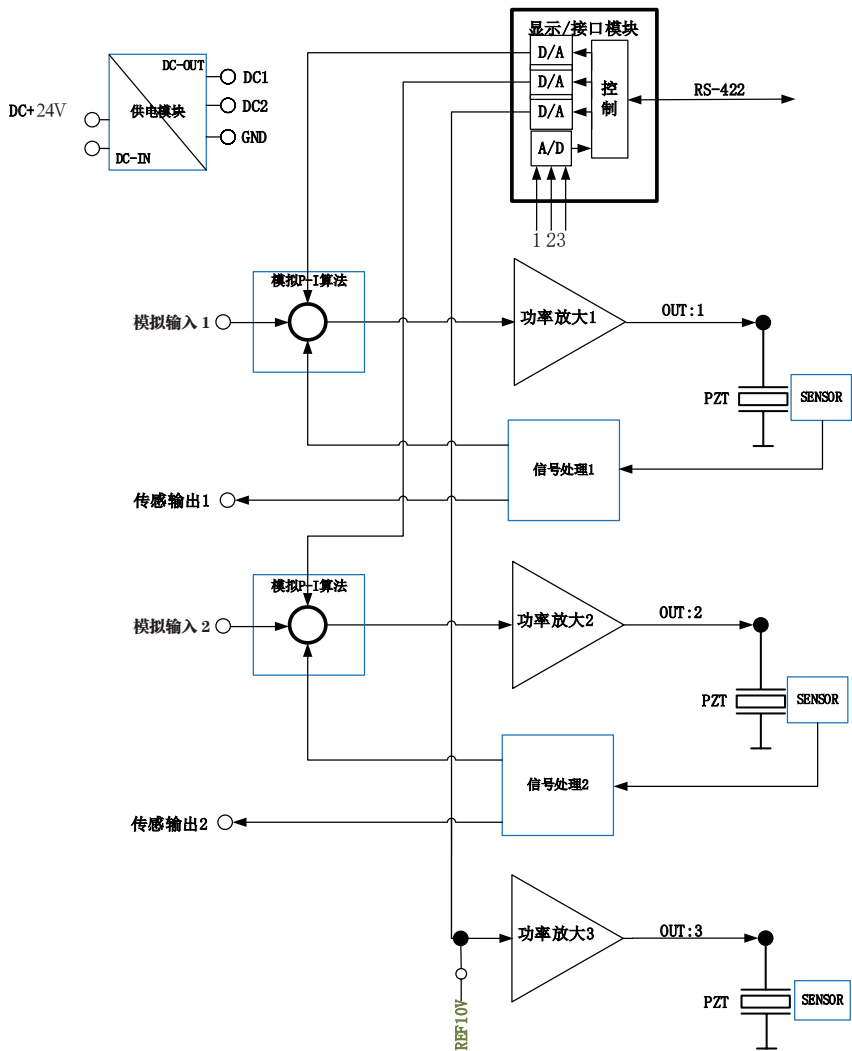 显示/接口模块
DC-OUT
D/A
DC1
D/A
控制
RS-422
DC+24V
供电模块
DC2
D/A
GND
A/D
DC-IN
1 23
模拟P-I算法
模拟输入 1
功率放大1
OUT:1
PZT
SENSOR
信号处理1
传感输出1
模拟P-I算法
模拟输入 2
功率放大2
OUT:2
PZT
SENSOR
信号处理2
传感输出2
功率放大3
OUT:3
PZT
SENSOR
REF10V